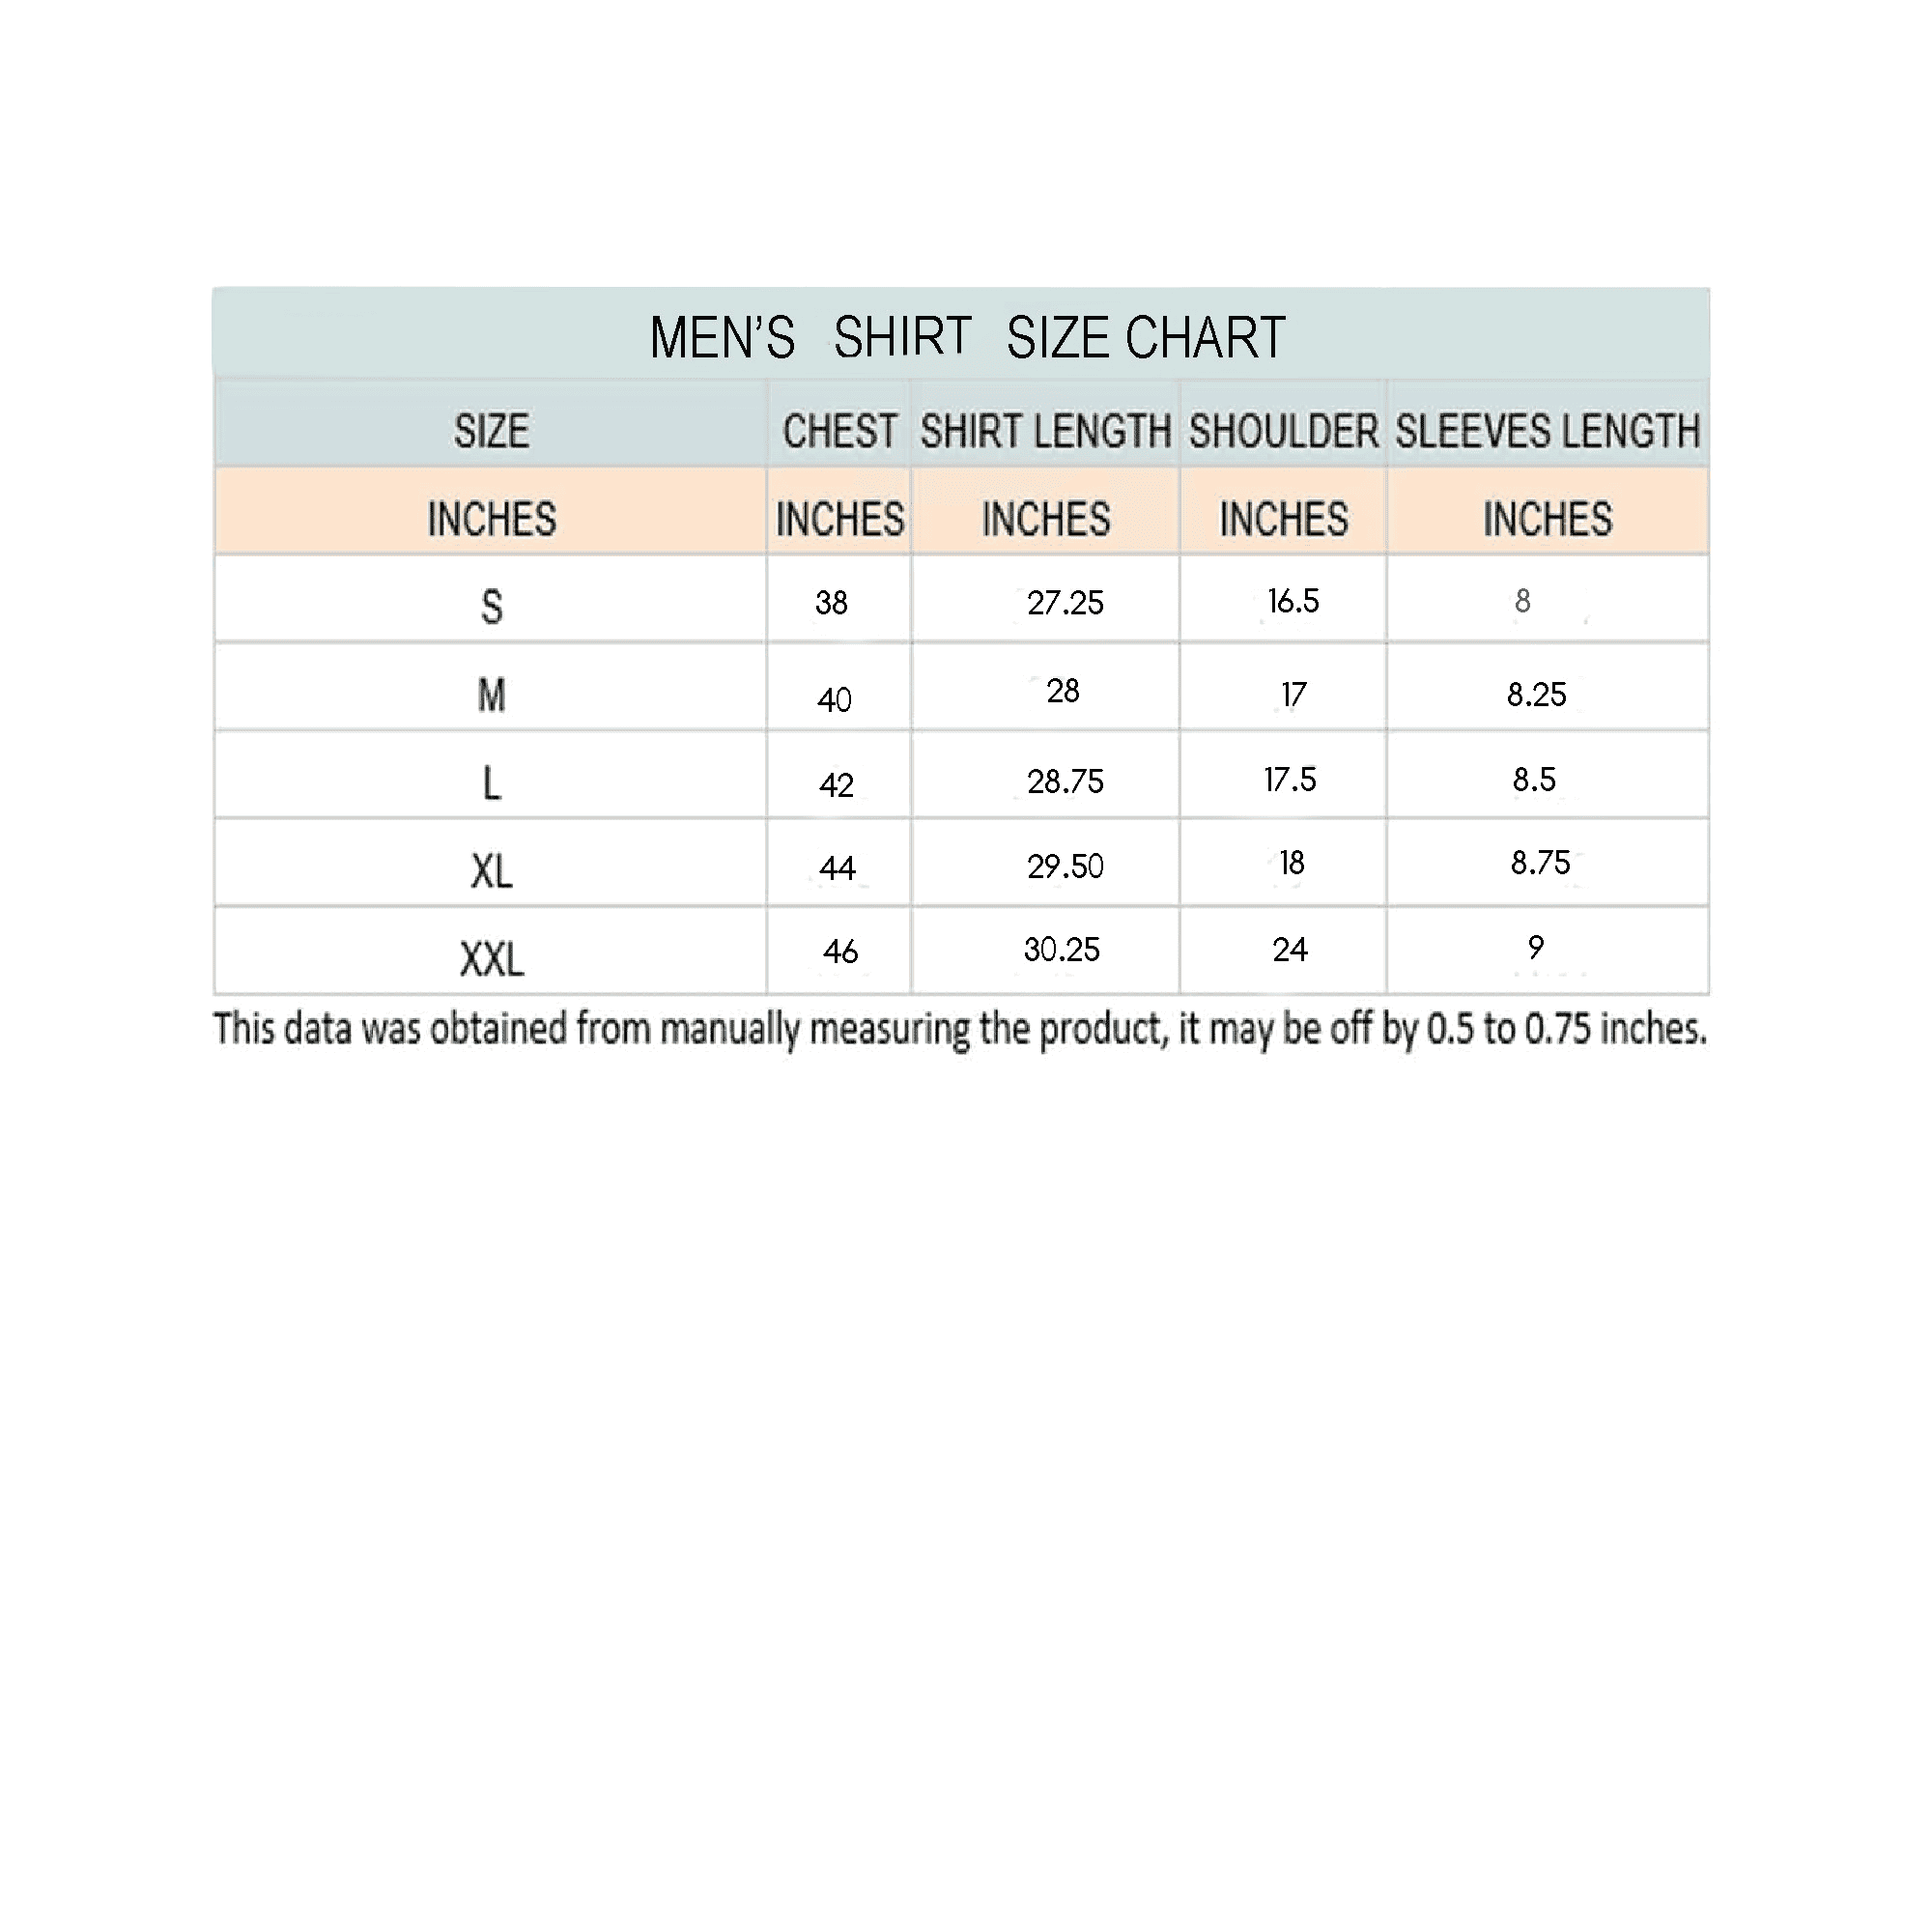 MEN’S SHIRT SIZE CHART
SIZE CHEST SHIRT LENGTH SHOULDER SLEEVES LENGTH
INCHES INCHES INCHES INCHES INCHES
S 38 27.25 16.5 8
M 40 28 17 8.25
L 42 28.75 17.5 8.5
XL 44 29.50 18 8.75
XXL 46 30.25 24 9
This data was obtained from manually measuring the product, it may be off by 0.5 to 0.75 inches.